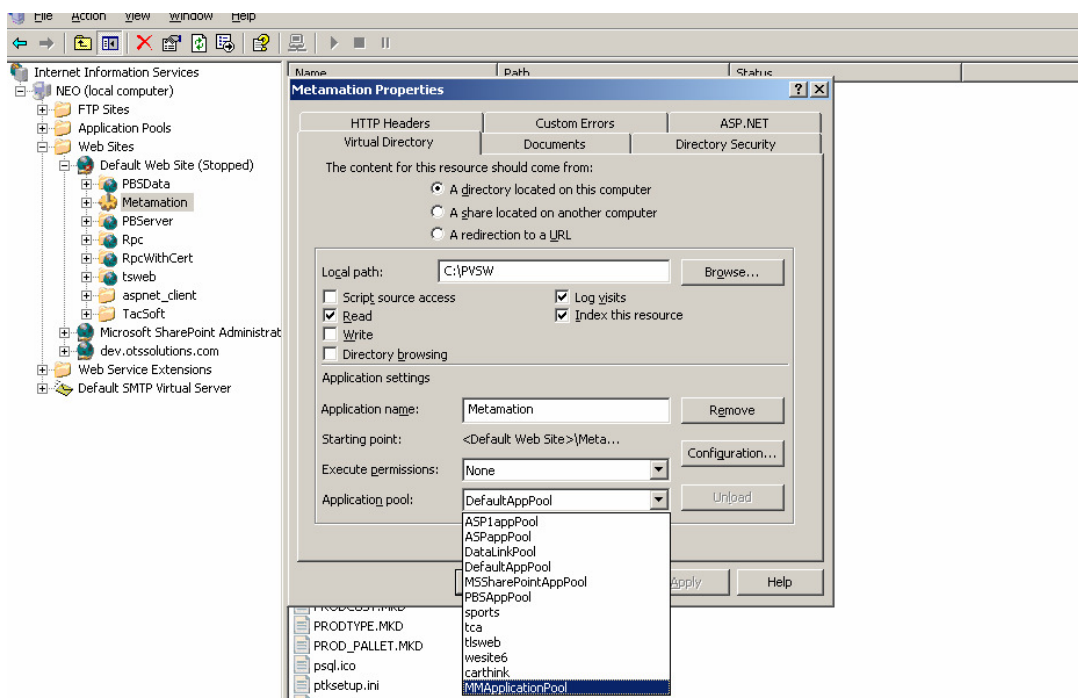 File Action View Window Help
Internet Information Services
NEO (local computer)
FTP Sites
Application Pools
Web Sites
Default Web Site (Stopped)
PBSData
Metamation
PBServer
Rpc
RpcWithCert
tsweb
aspnet_client
TacSoft
Microsoft SharePoint Administrat
dev.otssolutions.com
Web Service Extensions
Default SMTP Virtual Server
Name Path Status
Metamation Properties
HTTP Headers Custom Errors ASP.NET
Virtual Directory Documents Directory Security
The content for this resource should come from:
A directory located on this computer
A share located on another computer
A redirection to a URL
Local path: C:\PVSW Browse...
Script source access Log visits
Read Index this resource
Write
Directory browsing
Application settings
Application name: Metamation Remove
Starting point: <Default Web Site>\Meta...
Configuration...
Execute permissions: None
Application pool: DefaultAppPool Unload
ASP1appPool
ASPappPool
DataLinkPool
DefaultAppPool
MSSharePointAppPool
PBSAppPool
sports
tca
tlsweb
wesite6
carthink
MMApplicationPool
Apply Help
PRODCUST.MKD
PRODTYPE.MKD
PROD_PALLET.MKD
psql.ico
ptksetup.ini